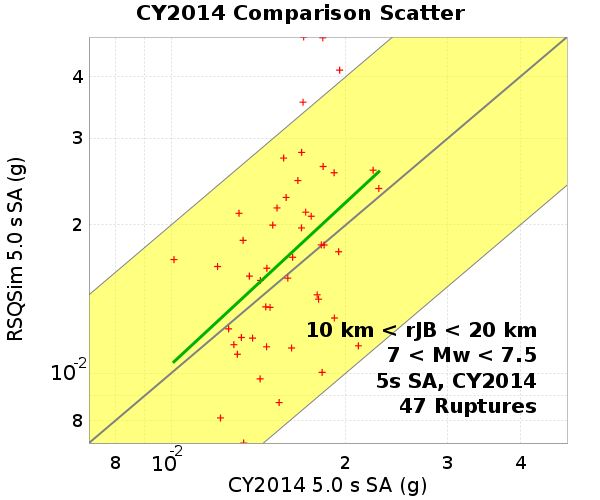 CY2014 Comparison Scatter
RSQSim 5.0 s SA (g)
4
3
2
10-2
8
10 km < rJB < 20 km
7 < Mw < 7.5
5s SA, CY2014
47 Ruptures
8 10-2 2 3 4
CY2014 5.0 s SA (g)